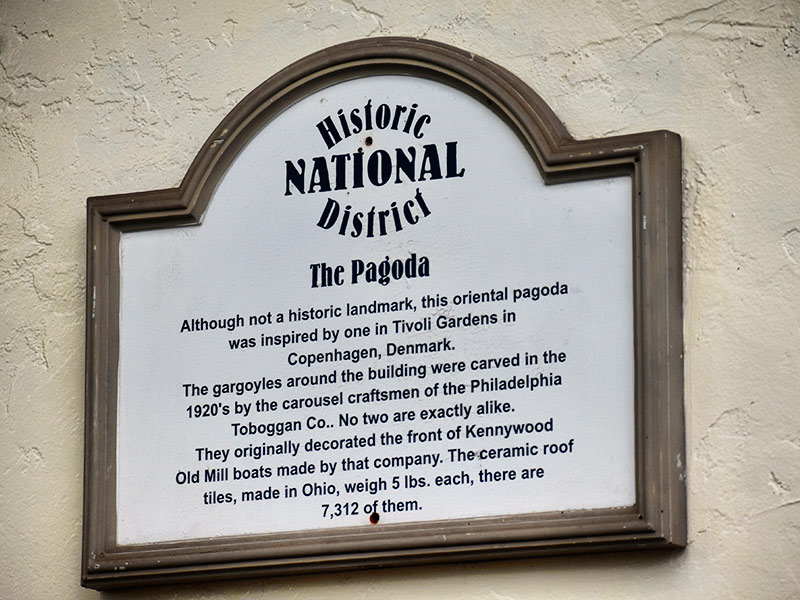 Historic
NATIONAL
District
The Pagoda
Although not a historic landmark, this oriental pagoda
was inspired by one in Tivoli Gardens in
Copenhagen, Denmark.
The gargoyles around the building were carved in the
1920's by the carousel craftsmen of the Philadelphia
Toboggan Co.. No two are exactly alike.
They originally decorated the front of Kennywood
Old Mill boats made by that company. The ceramic roof
tiles, made in Ohio, weigh 5 lbs. each, there are
7,312 of them.